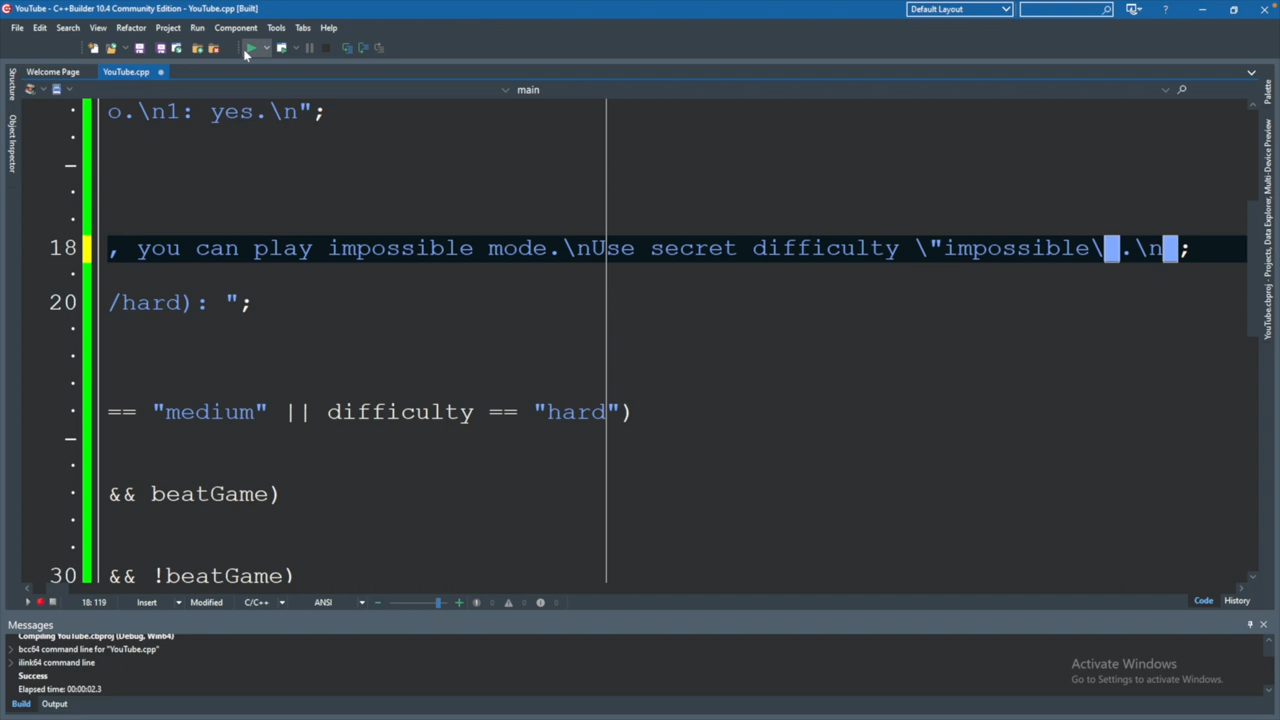 YouTube - C++Builder 10.4 Community Edition - YouTube.cpp [Built]
Default Layout
File Edit Search View Refactor Project Run Component Tools Tabs Help
Welcome Page YouTube.cpp
main
Structure
Object Inspector
Palette
Projects, Data Explorer, Multi-Device Preview
YouTube.cbproj - Projects
o.\n1: yes.\n";
18 , you can play impossible mode.\nUse secret difficulty \"impossible\".\n";
20 /hard): ";
== "medium" || difficulty == "hard")
&& beatGame)
30 && !beatGame)
18: 119 Insert Modified C/C++ ANSI
Code History
Messages
Compiling YouTube.cbproj (Debug, Win64)
bcc64 command line for "YouTube.cpp"
ilink64 command line
Success
Elapsed time: 00:00:02.3
Build Output
Activate Windows
Go to Settings to activate Windows.